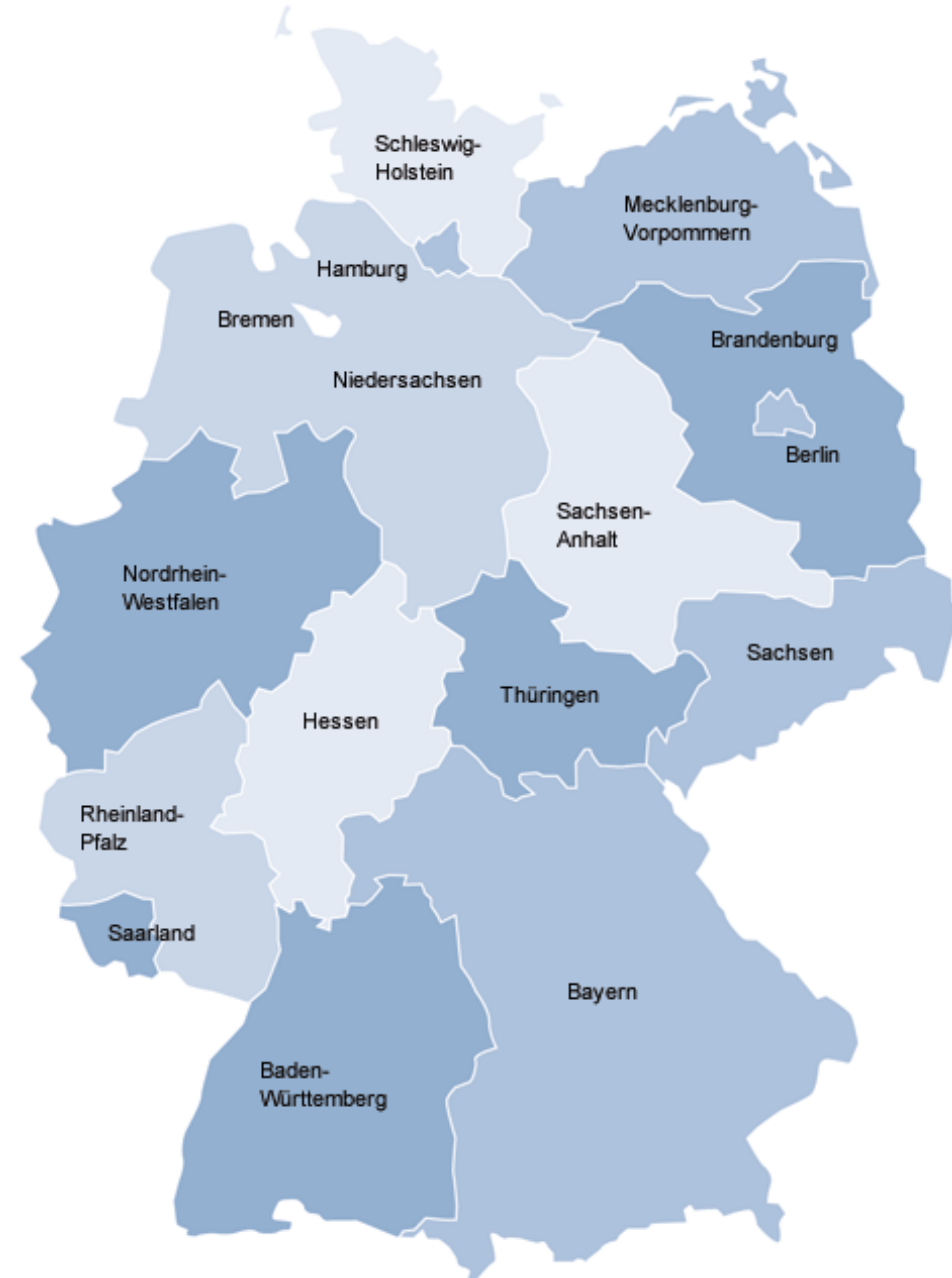 Schleswig-
Holstein
Mecklenburg-
Vorpommern
Hamburg
Bremen
Brandenburg
Niedersachsen
Berlin
Sachsen-
Anhalt
Nordrhein-
Westfalen
Sachsen
Thüringen
Hessen
Rheinland-
Pfalz
Saarland
Bayern
Baden-
Württemberg